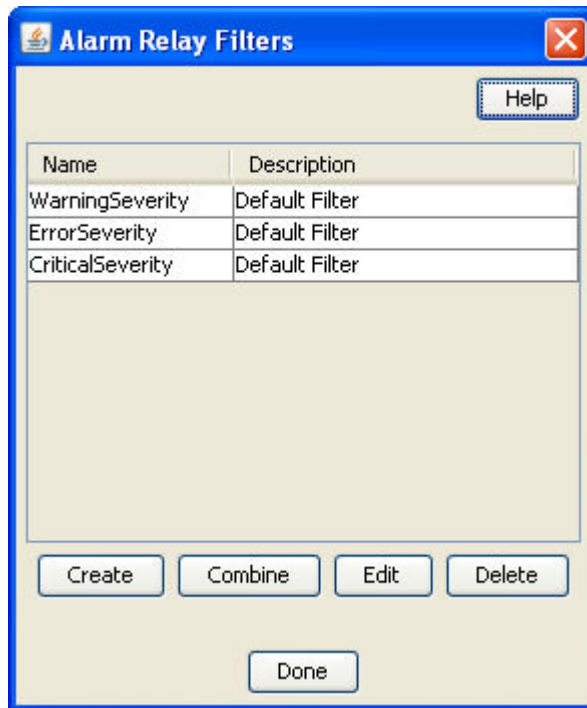 Alarm Relay Filters
Help
Name Description
WarningSeverity Default Filter
ErrorSeverity Default Filter
CriticalSeverity Default Filter
Create Combine Edit Delete
Done